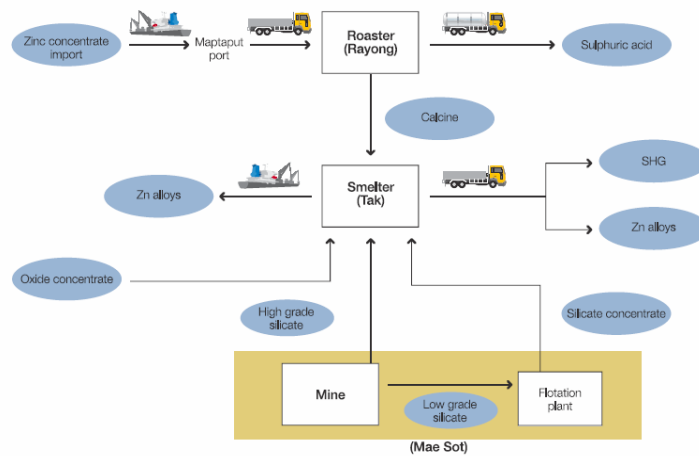 Zinc concentrate
import
Maptaput
port
Roaster
(Rayong)
Sulphuric acid
Calcine
SHG
Zn alloys
Smelter
(Tak)
Zn alloys
Oxide concentrate
High grade
silicate
Silicate concentrate
Mine
Low grade
silicate
Flotation
plant
(Mae Sot)